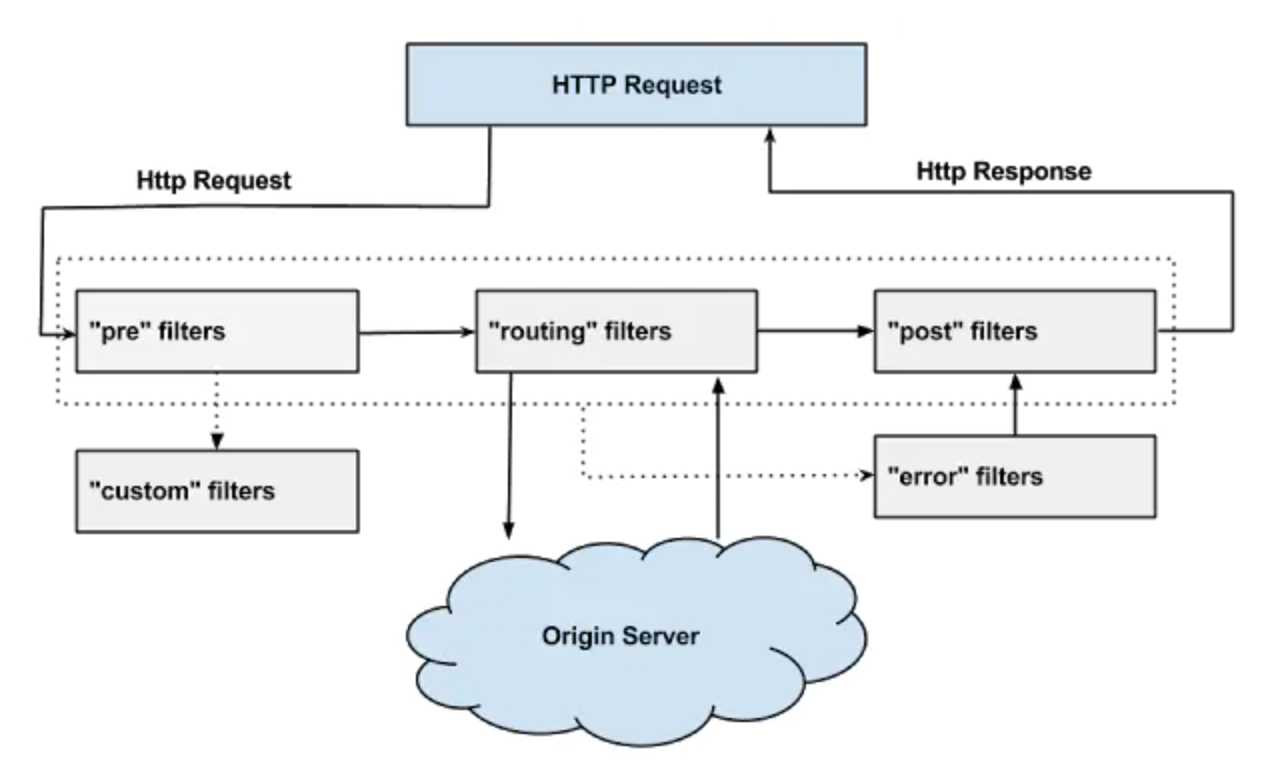 HTTP Request
Http Request
Http Response
"pre" filters
"routing" filters
"post" filters
"custom" filters
"error" filters
Origin Server